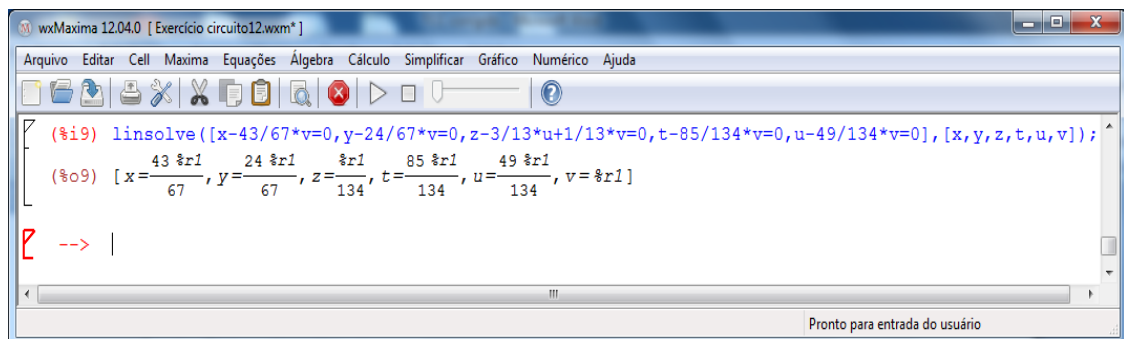 wxMaxima 12.04.0 [ Exercício circuito12.wxm* ]
Arquivo Editar Cell Maxima Equações Álgebra Cálculo Simplificar Gráfico Numérico Ajuda
(%i9) linsolve([x-43/67*v=0,y-24/67*v=0,z-3/13*u+1/13*v=0,t-85/134*v=0,u-49/134*v=0],[x,y,z,t,u,v]);
(%o9) [x=43 %r1/67, y=24 %r1/67, z=%r1/134, t=85 %r1/134, u=49 %r1/134, v=%r1]
-->
Pronto para entrada do usuário